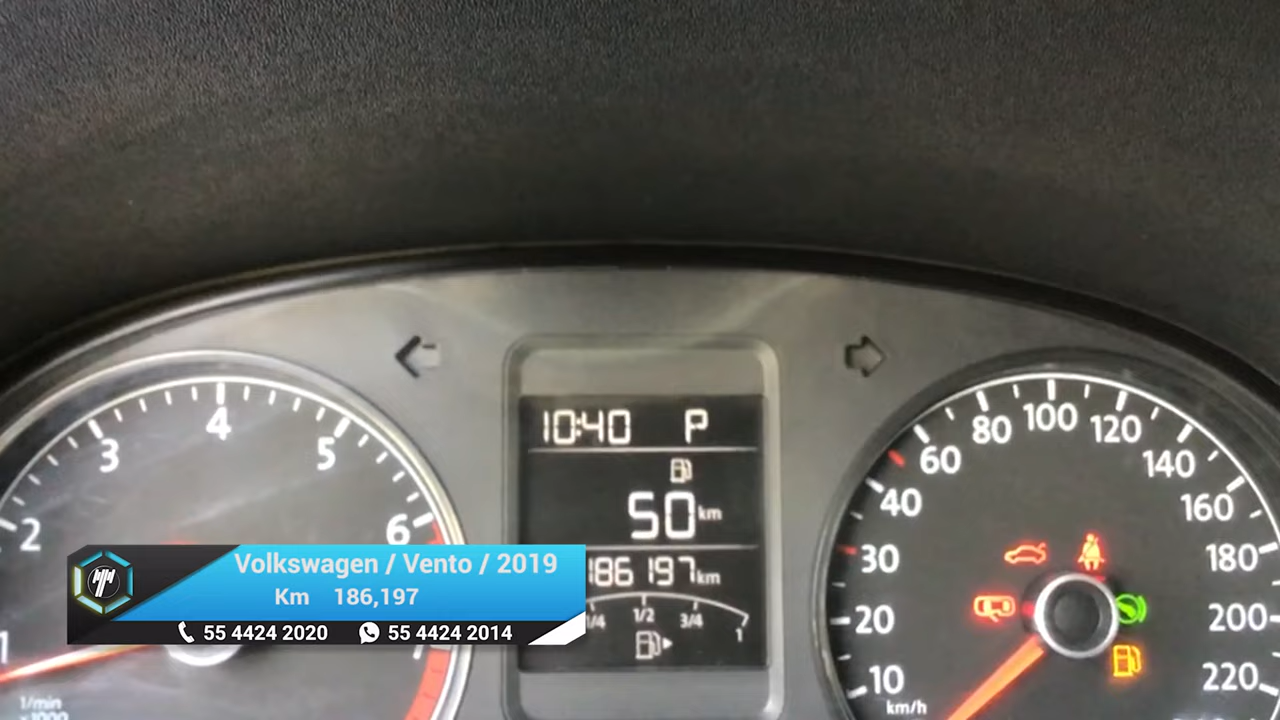 10:40 P
50 km
186197 km
1/4 1/2 3/4 1
1 2 3 4 5 6 7
1/min
x1000
10 20 30 40 60 80 100 120 140 160 180 200 220
km/h
Volkswagen / Vento / 2019
Km 186,197
55 4424 2020 55 4424 2014